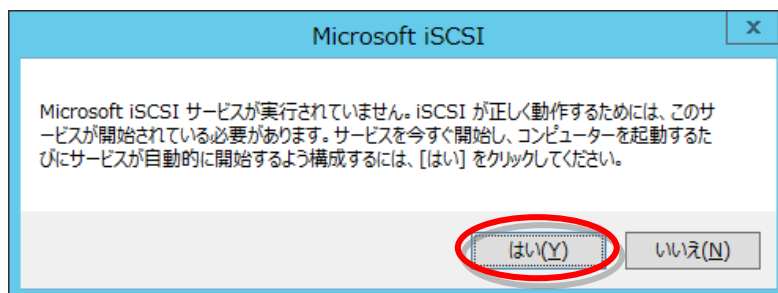 Microsoft iSCSI
x
Microsoft iSCSI サービスが実行されていません。iSCSI が正しく動作するためには、このサ
ービスが開始されている必要があります。サービスを今すぐ開始し、コンピューターを起動するた
びにサービスが自動的に開始するよう構成するには、[はい] をクリックしてください。
はい(Y) いいえ(N)